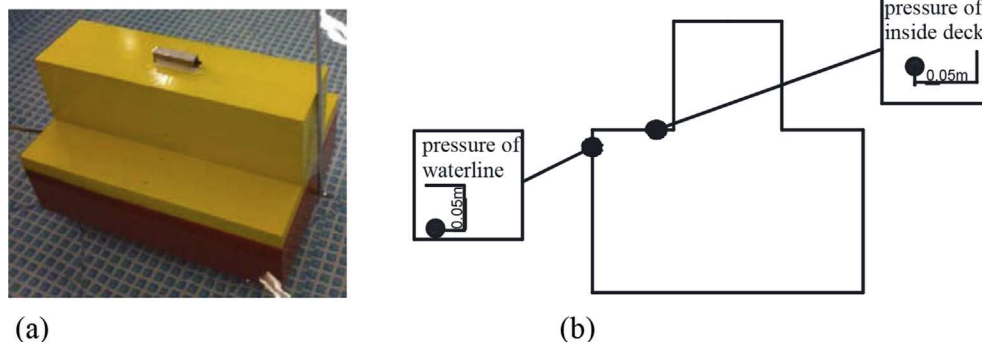 pressure of
inside deck
0.05m
pressure of
waterline
0.05m
(a)
(b)